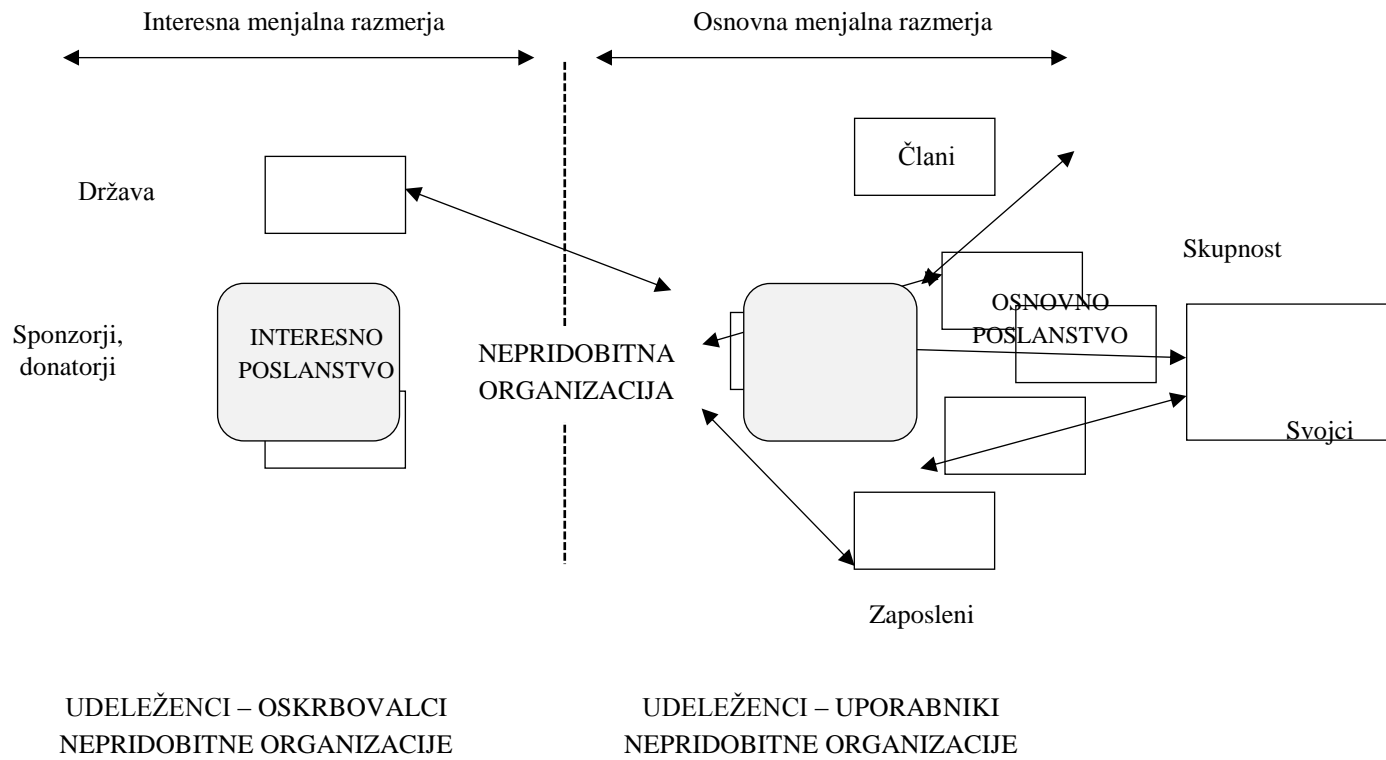 Interesna menjalna razmerja
Osnovna menjalna razmerja
Člani
Država
Skupnost
Sponzorji,
donatorji
INTERESNO
POSLANSTVO
NEPRIDOBITNA
ORGANIZACIJA
OSNOVNO
POSLANSTVO
Svojci
Zaposleni
UDELEŽENCI – OSKRBOVALCI
NEPRIDOBITNE ORGANIZACIJE
UDELEŽENCI – UPORABNIKI
NEPRIDOBITNE ORGANIZACIJE